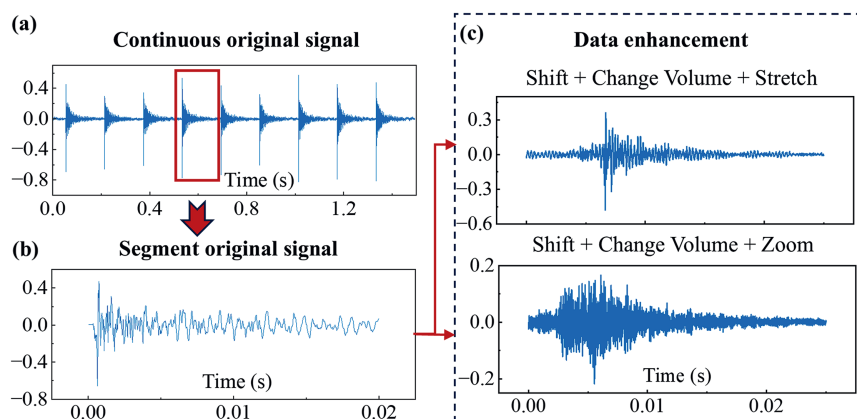 (a)
Continuous original signal
0.4
0.0
−0.4
−0.8
Time (s)
0.0
0.4
0.8
1.2
(b)
Segment original signal
0.4
0.0
−0.4
−0.8
Time (s)
0.00
0.01
0.02
(c)
Data enhancement
Shift + Change Volume + Stretch
0.3
0.0
−0.3
−0.6
Shift + Change Volume + Zoom
0.2
0.0
−0.2
Time (s)
0.00
0.01
0.02